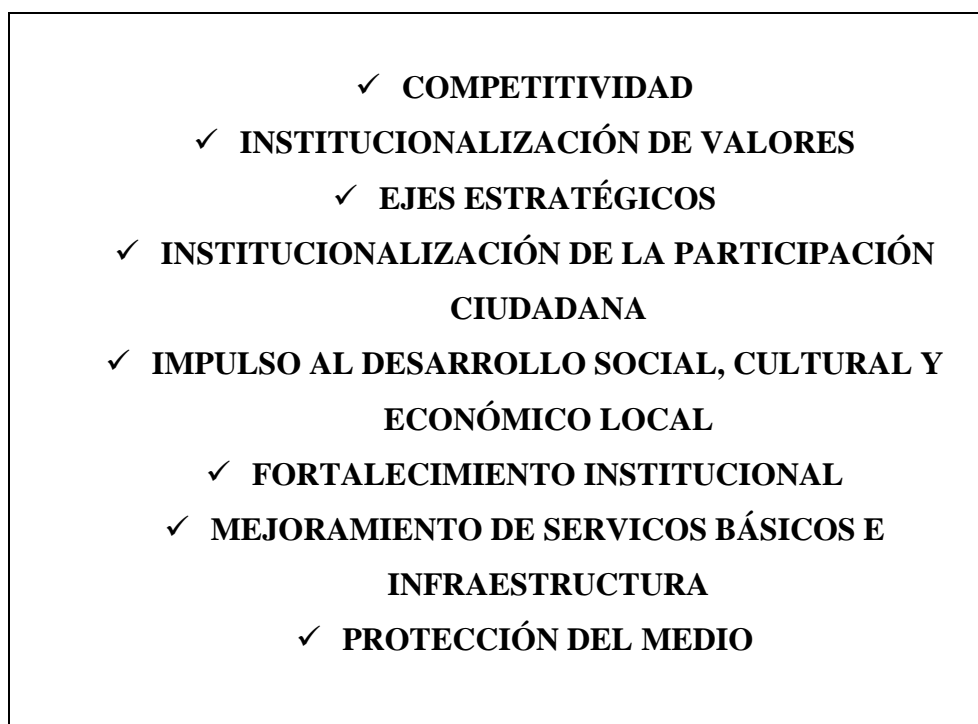 ✓ COMPETITIVIDAD
✓ INSTITUCIONALIZACIÓN DE VALORES
✓ EJES ESTRATÉGICOS
✓ INSTITUCIONALIZACIÓN DE LA PARTICIPACIÓN
CIUDADANA
✓ IMPULSO AL DESARROLLO SOCIAL, CULTURAL Y
ECONÓMICO LOCAL
✓ FORTALECIMIENTO INSTITUCIONAL
✓ MEJORAMIENTO DE SERVICOS BÁSICOS E
INFRAESTRUCTURA
✓ PROTECCIÓN DEL MEDIO